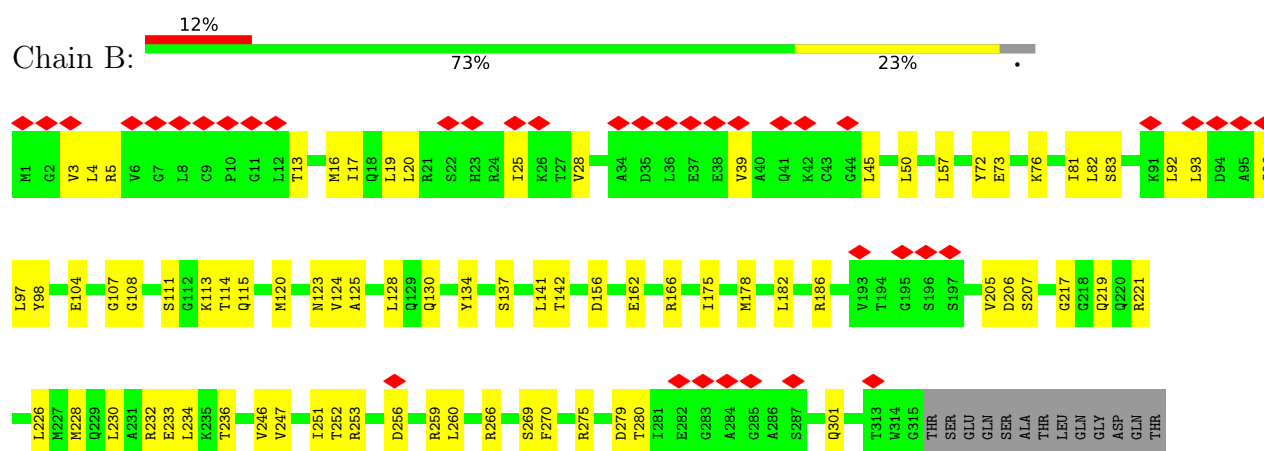 12%
Chain B:
73% 23% •
M1 G2 V3 L4 R5 V6 G7 L8 C9 P10 G11 L12 T13 M16 I17 Q18 L19 L20 R21 S22 H23 R24 I25 K26 T27 V28 A34 D35 L36 E37 E38 V39 A40 Q41 K42 C43 G44 L45 L50 L57 Y72 E73 K76 I81 L82 S83 K91 L92 L93 D94 A95
L97 Y98 E104 G107 G108 S111 G112 K113 T114 Q115 M120 N123 V124 A125 L128 Q129 Q130 Y134 S137 L141 T142 D156 E162 R166 I175 M178 L182 R186 V193 T194 G195 S196 S197 V205 D206 S207 G217 G218 Q219 Q220 R221
L226 M227 M228 Q229 L230 A231 R232 E233 L234 K235 T236 V246 V247 I251 T252 R253 D256 R259 L260 R266 S269 F270 R275 D279 T280 I281 E282 G283 A284 G285 A286 S287 Q301 T313 W314 G315 THR SER GLU GLN SER ALA THR LEU GLN GLY ASP GLN THR